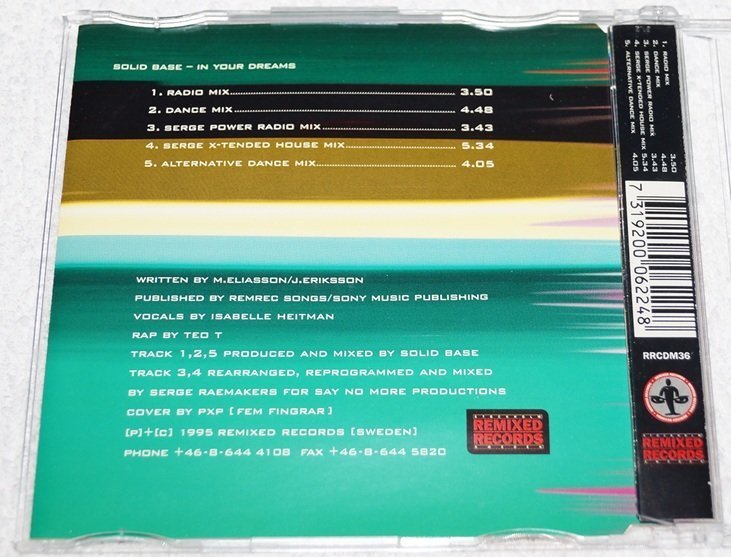 SOLID BASE – IN YOUR DREAMS
1. RADIO MIX 3.50
2. DANCE MIX 4.48
3. SERGE POWER RADIO MIX 3.43
4. SERGE X-TENDED HOUSE MIX 5.34
5. ALTERNATIVE DANCE MIX 4.05
WRITTEN BY M.ELIASSON/J.ERIKSSON
PUBLISHED BY REMREC SONGS/SONY MUSIC PUBLISHING
VOCALS BY ISABELLE HEITMAN
RAP BY TEO T
TRACK 1,2,5 PRODUCED AND MIXED BY SOLID BASE
TRACK 3,4 REARRANGED, REPROGRAMMED AND MIXED
BY SERGE RAEMAKERS FOR SAY NO MORE PRODUCTIONS
COVER BY PXP [FEM FINGRAR]
[P]+[C] 1995 REMIXED RECORDS [SWEDEN]
PHONE +46-8-644 4108 FAX +46-8-644 5820
REMIXED
RECORDS
1. RADIO MIX 3.50
2. DANCE MIX 4.48
3. SERGE POWER RADIO MIX 3.43
4. SERGE X-TENDED HOUSE MIX 5.34
5. ALTERNATIVE DANCE MIX 4.05
7 319200 062248
RRCDM36
REMIXED
RECORDS